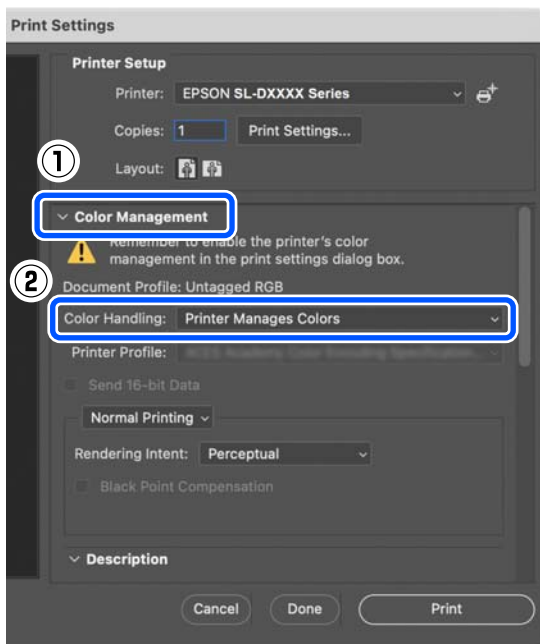 Print Settings
Printer Setup
Printer: EPSON SL-DXXXX Series
Copies: 1 Print Settings...
Layout:
①
Color Management
Remember to enable the printer's color
management in the print settings dialog box.
②
Document Profile: Untagged RGB
Color Handling: Printer Manages Colors
Printer Profile:
Send 16-bit Data
Normal Printing
Rendering Intent: Perceptual
Black Point Compensation
Description
Cancel Done Print